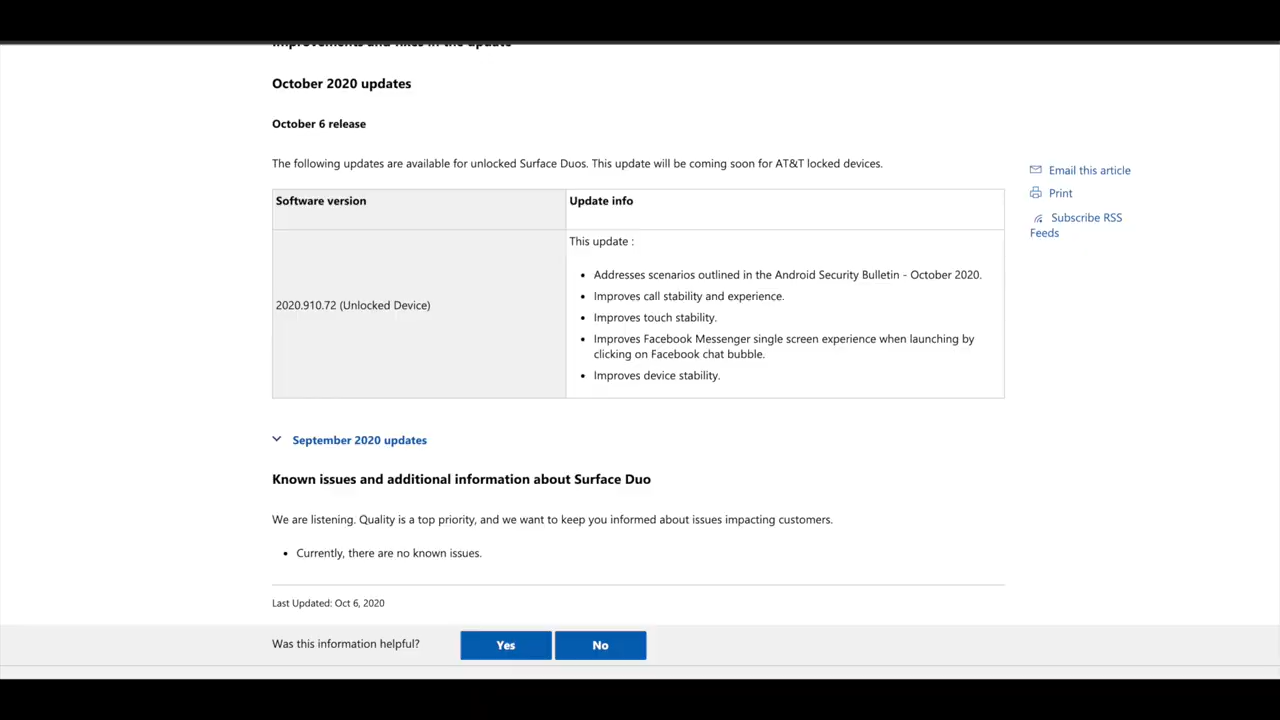 Improvements and fixes in the update
October 2020 updates
October 6 release
The following updates are available for unlocked Surface Duos. This update will be coming soon for AT&T locked devices.
Email this article
Print
Subscribe RSS
Feeds
Software version
Update info
2020.910.72 (Unlocked Device)
This update :
• Addresses scenarios outlined in the Android Security Bulletin - October 2020.
• Improves call stability and experience.
• Improves touch stability.
• Improves Facebook Messenger single screen experience when launching by
clicking on Facebook chat bubble.
• Improves device stability.
September 2020 updates
Known issues and additional information about Surface Duo
We are listening. Quality is a top priority, and we want to keep you informed about issues impacting customers.
• Currently, there are no known issues.
Last Updated: Oct 6, 2020
Was this information helpful?
Yes
No